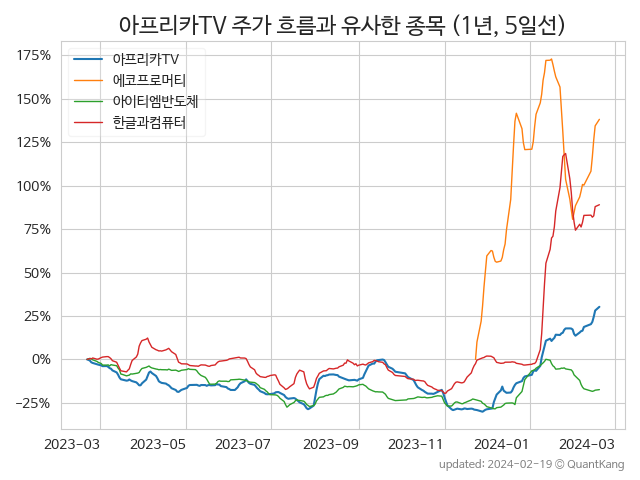 아프리카TV 주가 흐름과 유사한 종목 (1년, 5일선)
아프리카TV
에코프로머티
아이티엠반도체
한글과컴퓨터
175%
150%
125%
100%
75%
50%
25%
0%
−25%
2023-03 2023-05 2023-07 2023-09 2023-11 2024-01 2024-03
updated: 2024-02-19 © QuantKang